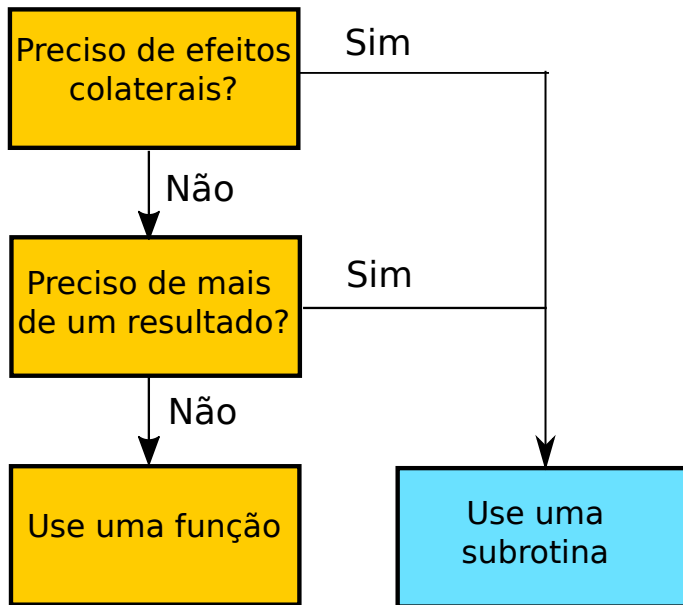 Preciso de efeitos
colaterais?
Sim
Não
Preciso de mais
de um resultado?
Sim
Não
Use uma função
Use uma
subrotina